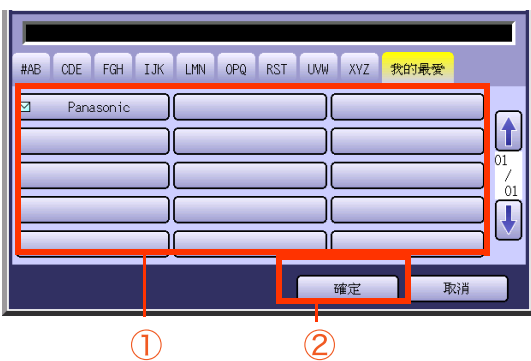 #AB CDE FGH IJK LMN OPQ RST UVW XYZ 我的最愛
Panasonic
01
/
01
確定 取消
① ②